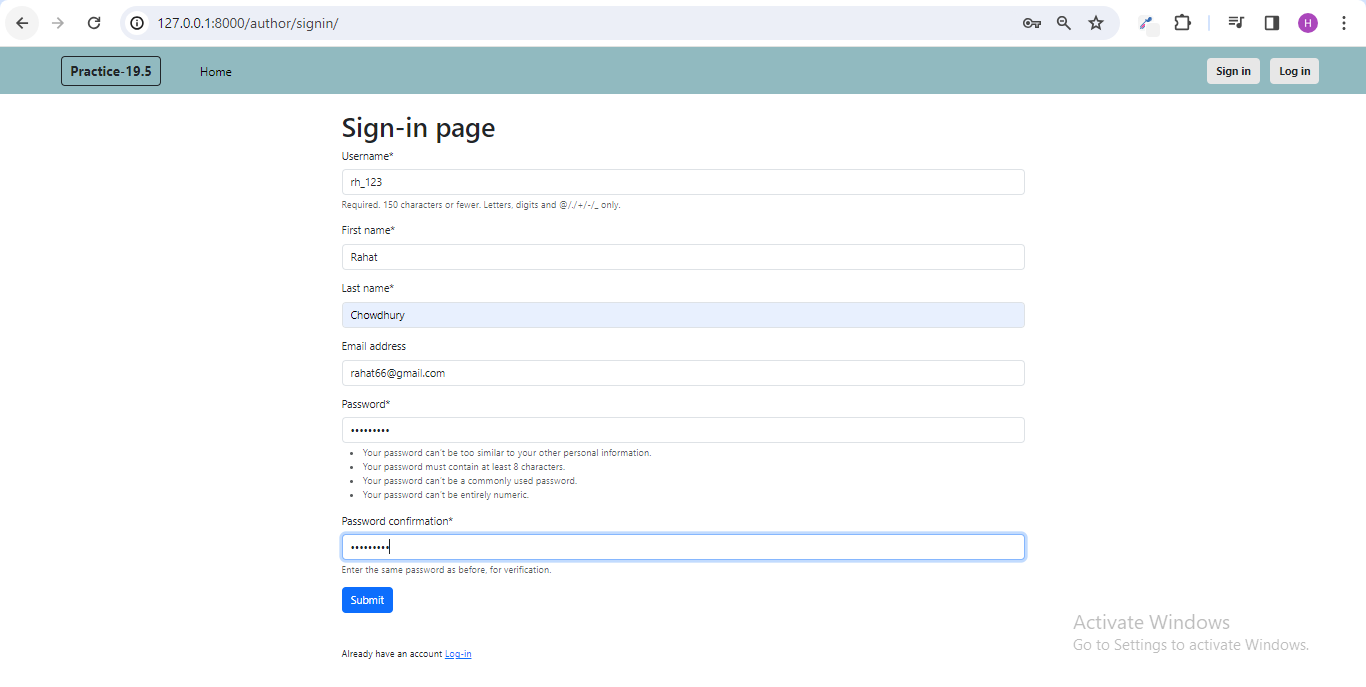 127.0.0.1:8000/author/signin/
H
Practice-19.5 Home Sign in Log in
Sign-in page
Username*
rh_123
Required. 150 characters or fewer. Letters, digits and @/./+/-/_ only.
First name*
Rahat
Last name*
Chowdhury
Email address
rahat66@gmail.com
Password*
•••••••••
• Your password can't be too similar to your other personal information.
• Your password must contain at least 8 characters.
• Your password can't be a commonly used password.
• Your password can't be entirely numeric.
Password confirmation*
•••••••••
Enter the same password as before, for verification.
Submit
Activate Windows
Go to Settings to activate Windows.
Already have an account Log-in